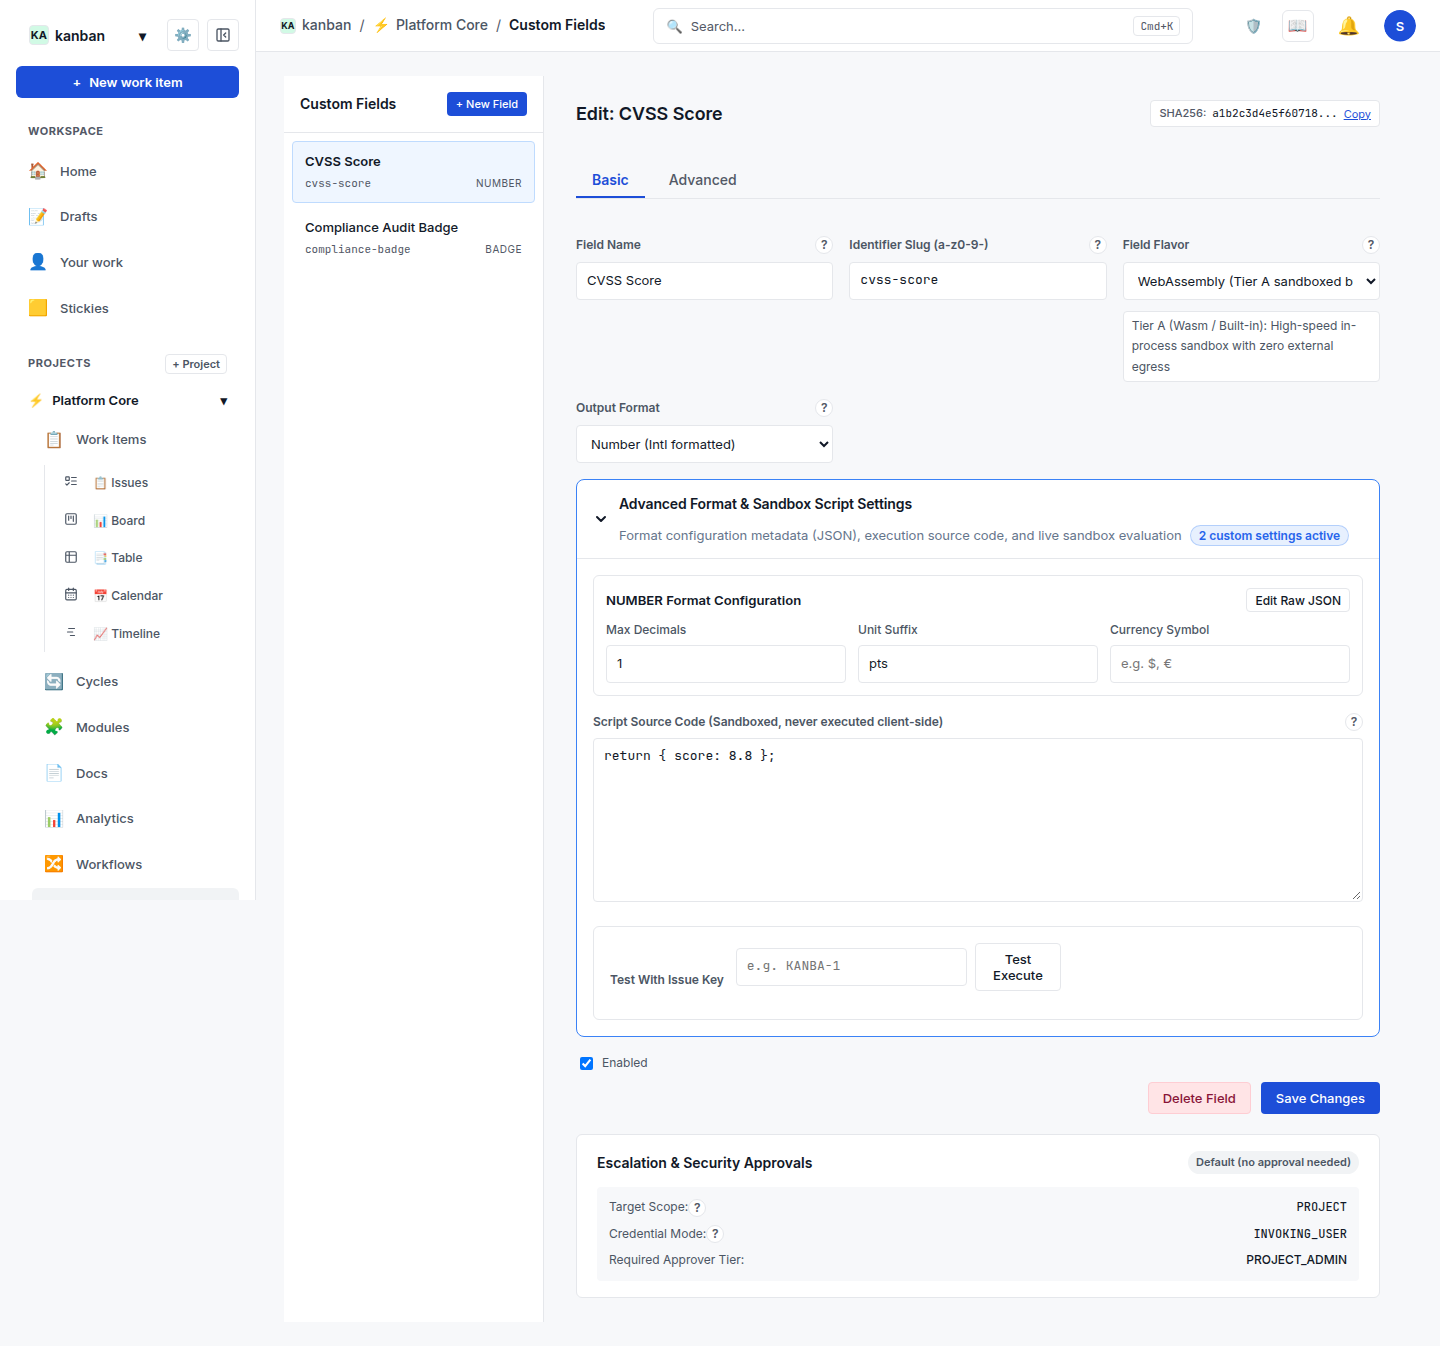 KA kanban ▼
+ New work item
WORKSPACE
Home
Drafts
Your work
Stickies
PROJECTS
+ Project
Platform Core ▼
Work Items
Issues
Board
Table
Calendar
Timeline
Cycles
Modules
Docs
Analytics
Workflows
KA kanban / Platform Core / Custom Fields
Search...
Cmd+K
S
Custom Fields
+ New Field
CVSS Score
cvss-score
NUMBER
Compliance Audit Badge
compliance-badge
BADGE
Edit: CVSS Score
SHA256: a1b2c3d4e5f60718... Copy
Basic
Advanced
Field Name ?
CVSS Score
Identifier Slug (a-z0-9-) ?
cvss-score
Field Flavor ?
WebAssembly (Tier A sandboxed b
Tier A (Wasm / Built-in): High-speed in-
process sandbox with zero external
egress
Output Format ?
Number (Intl formatted)
Advanced Format & Sandbox Script Settings
Format configuration metadata (JSON), execution source code, and live sandbox evaluation
2 custom settings active
NUMBER Format Configuration
Edit Raw JSON
Max Decimals
1
Unit Suffix
pts
Currency Symbol
e.g. $, €
Script Source Code (Sandboxed, never executed client-side) ?
return { score: 8.8 };
Test With Issue Key
e.g. KANBA-1
Test
Execute
Enabled
Delete Field
Save Changes
Escalation & Security Approvals
Default (no approval needed)
Target Scope: ? PROJECT
Credential Mode: ? INVOKING_USER
Required Approver Tier: PROJECT_ADMIN